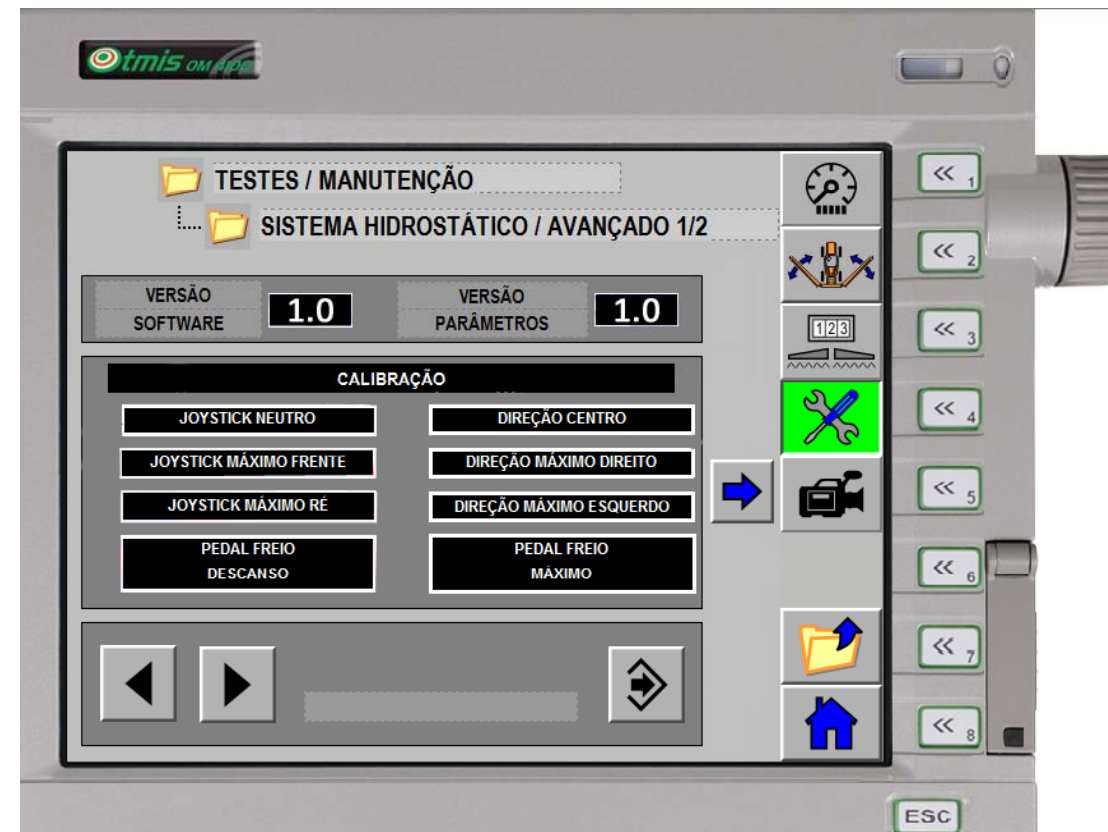 Otmis OM
TESTES / MANUTENÇÃO
SISTEMA HIDROSTÁTICO / AVANÇADO 1/2
VERSÃO SOFTWARE 1.0
VERSÃO PARÂMETROS 1.0
CALIBRAÇÃO
JOYSTICK NEUTRO
DIREÇÃO CENTRO
JOYSTICK MÁXIMO FRENTE
DIREÇÃO MÁXIMO DIREITO
JOYSTICK MÁXIMO RÉ
DIREÇÃO MÁXIMO ESQUERDO
PEDAL FREIO
DESCANSO
PEDAL FREIO
MÁXIMO
123
<< 1
<< 2
<< 3
<< 4
<< 5
<< 6
<< 7
<< 8
ESC